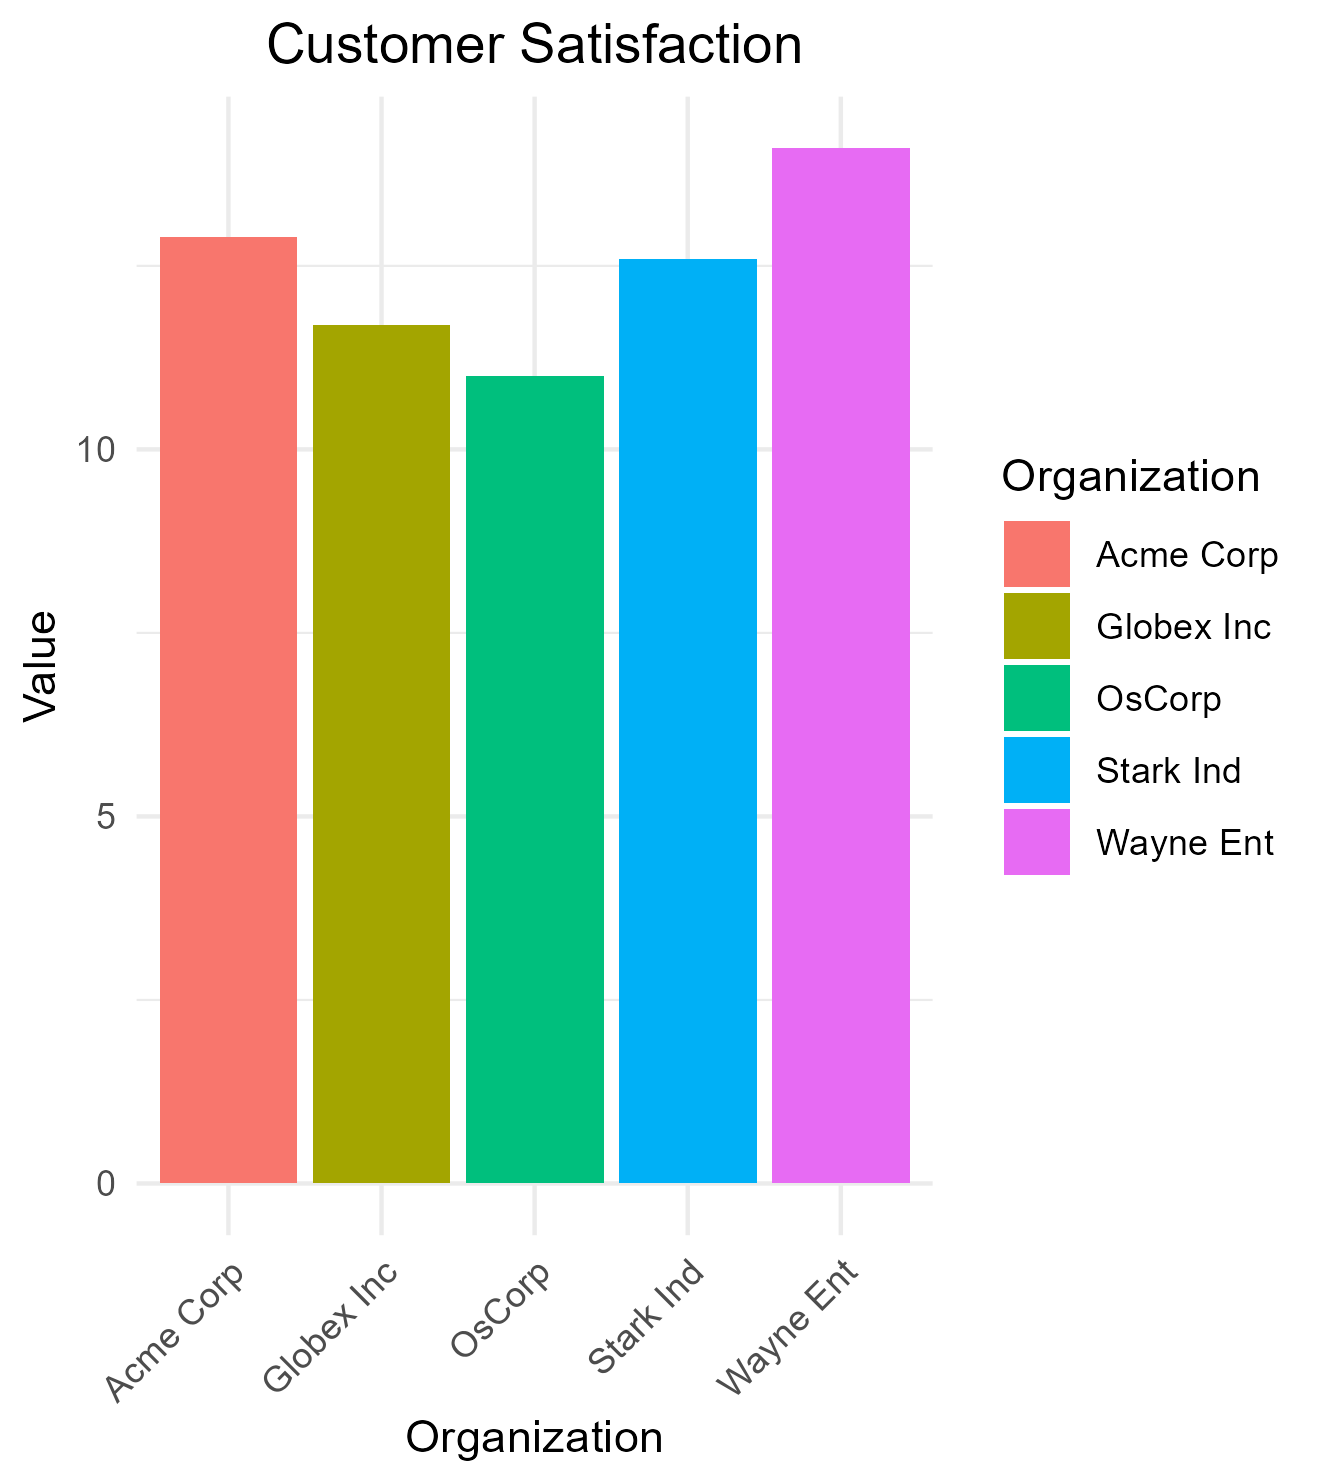 Customer Satisfaction
Value
10
5
0
Acme Corp
Globex Inc
OsCorp
Stark Ind
Wayne Ent
Organization
Organization
Acme Corp
Globex Inc
OsCorp
Stark Ind
Wayne Ent